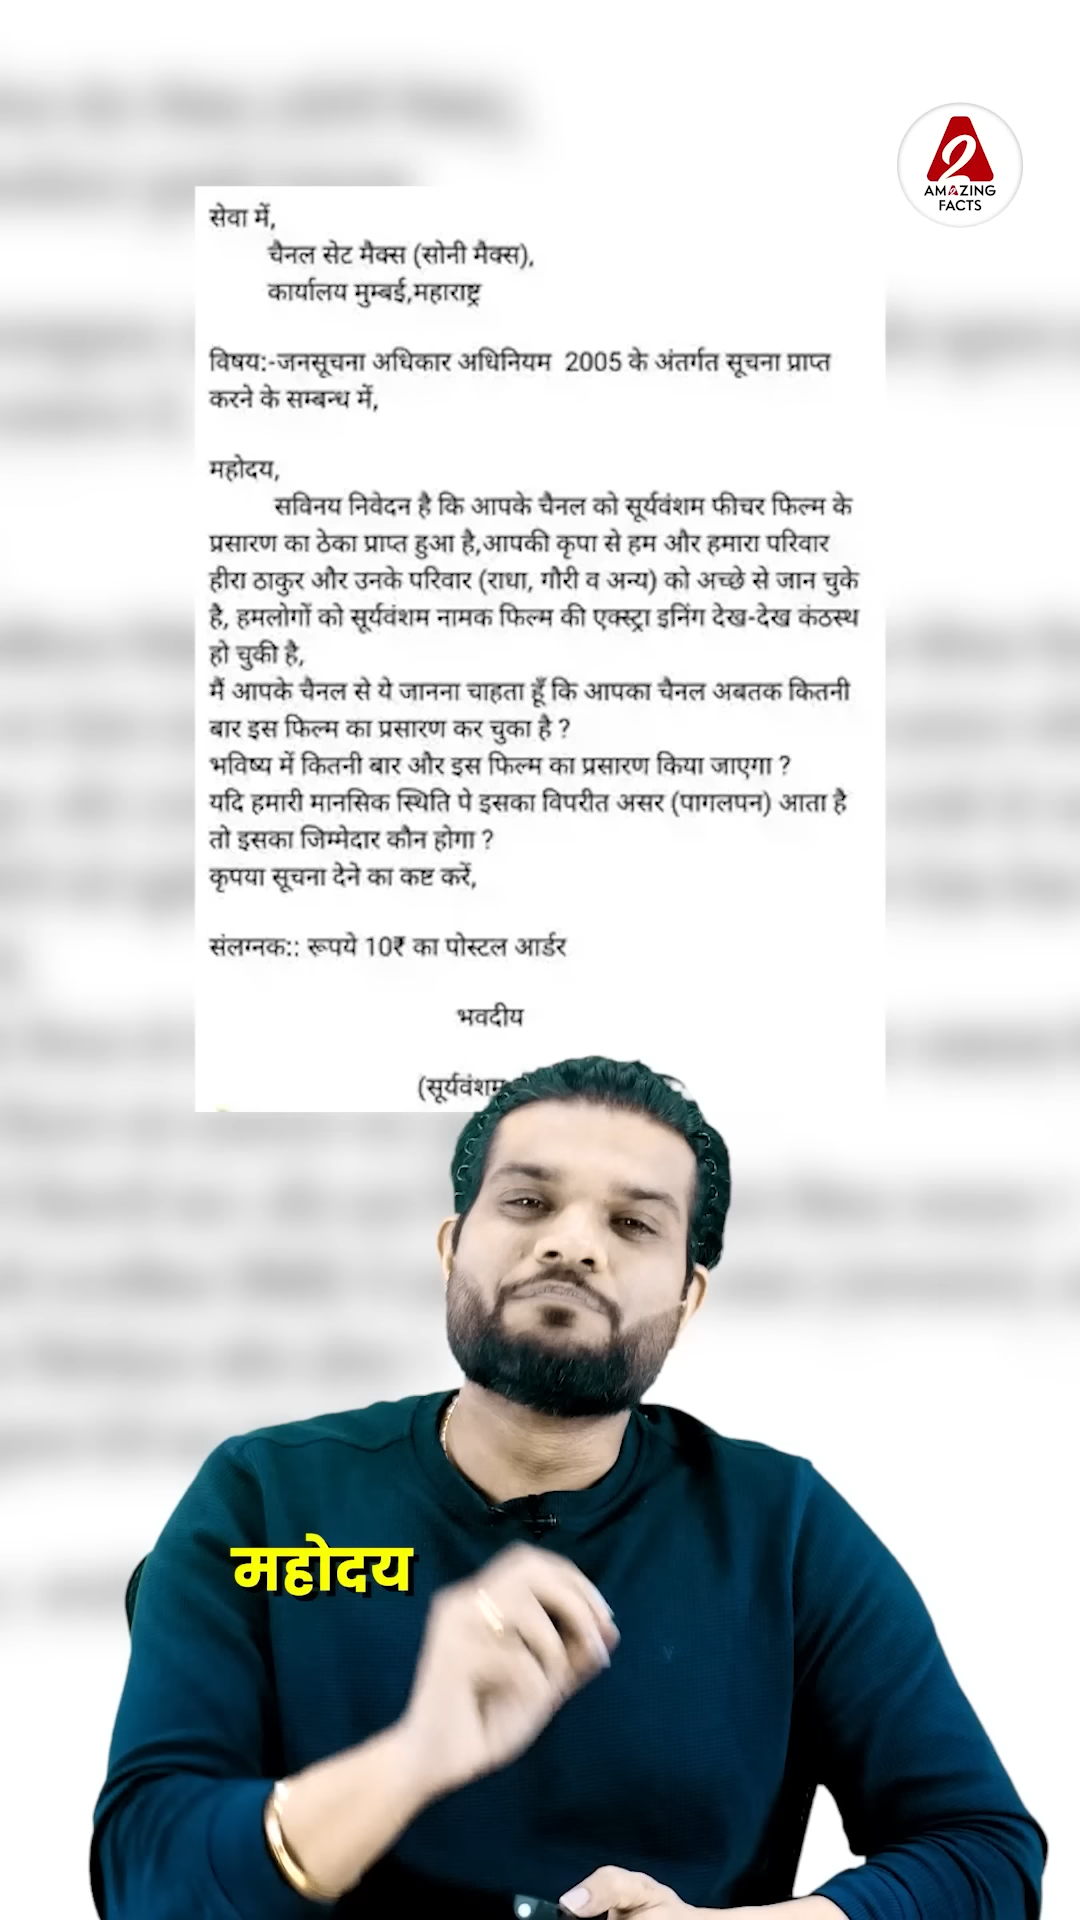 A2
AMAZING
FACTS
सेवा में,
चैनल सेट मैक्स (सोनी मैक्स),
कार्यालय मुम्बई,महाराष्ट्र
विषय:-जनसूचना अधिकार अधिनियम 2005 के अंतर्गत सूचना प्राप्त
करने के सम्बन्ध में,
महोदय,
सविनय निवेदन है कि आपके चैनल को सूर्यवंशम फीचर फिल्म के
प्रसारण का ठेका प्राप्त हुआ है,आपकी कृपा से हम और हमारा परिवार
हीरा ठाकुर और उनके परिवार (राधा, गौरी व अन्य) को अच्छे से जान चुके
है, हमलोगों को सूर्यवंशम नामक फिल्म की एक्स्ट्रा इनिंग देख-देख कंठस्थ
हो चुकी है,
मैं आपके चैनल से ये जानना चाहता हूँ कि आपका चैनल अबतक कितनी
बार इस फिल्म का प्रसारण कर चुका है ?
भविष्य में कितनी बार और इस फिल्म का प्रसारण किया जाएगा ?
यदि हमारी मानसिक स्थिति पे इसका विपरीत असर (पागलपन) आता है
तो इसका जिम्मेदार कौन होगा ?
कृपया सूचना देने का कष्ट करें,
संलग्नक:: रूपये 10₹ का पोस्टल आर्डर
भवदीय
(सूर्यवंशम
महोदय